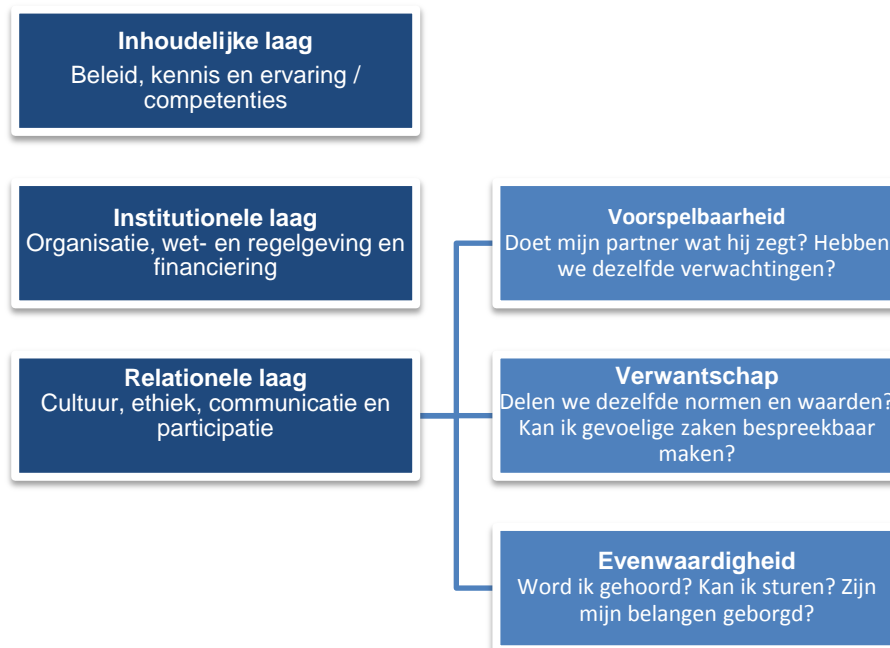 Inhoudelijke laag
Beleid, kennis en ervaring /
competenties
Institutionele laag
Organisatie, wet- en regelgeving en
financiering
Relationele laag
Cultuur, ethiek, communicatie en
participatie
Voorspelbaarheid
Doet mijn partner wat hij zegt? Hebben
we dezelfde verwachtingen?
Verwantschap
Delen we dezelfde normen en waarden?
Kan ik gevoelige zaken bespreekbaar
maken?
Evenwaardigheid
Word ik gehoord? Kan ik sturen? Zijn
mijn belangen geborgd?